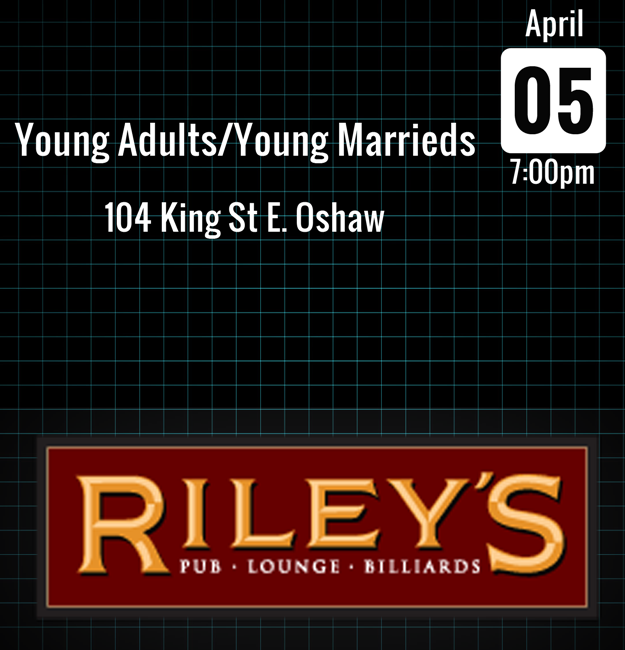 April
05
7:00pm
Young Adults/Young Marrieds
104 King St E. Oshaw
RILEY'S
PUB · LOUNGE · BILLIARDS